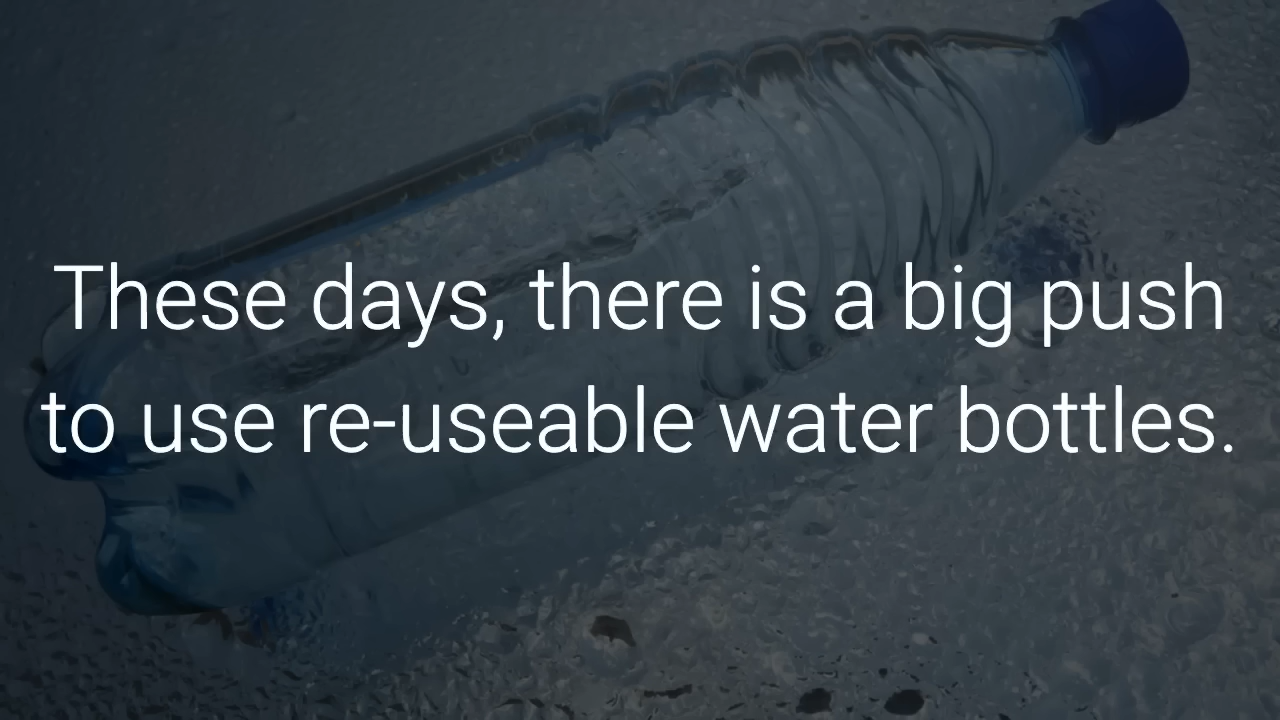 These days, there is a big push
to use re-useable water bottles.